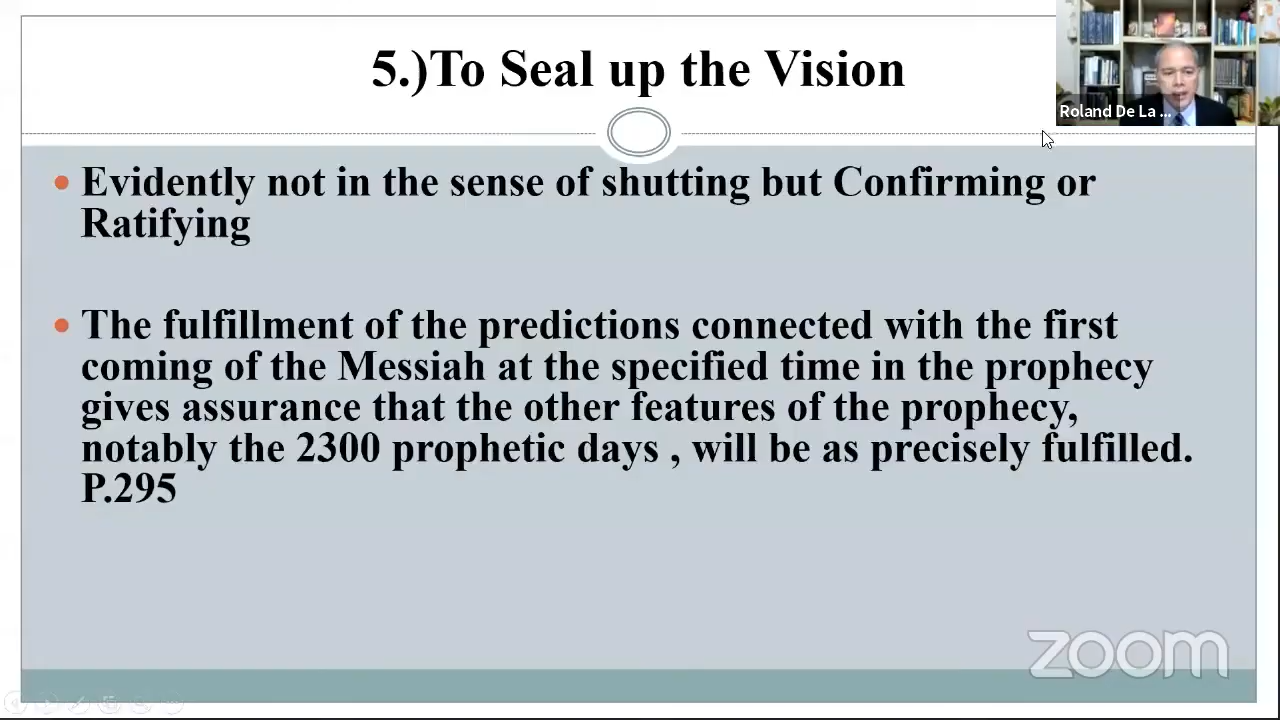 5.)To Seal up the Vision
Roland De La ...
• Evidently not in the sense of shutting but Confirming or
Ratifying
• The fulfillment of the predictions connected with the first
coming of the Messiah at the specified time in the prophecy
gives assurance that the other features of the prophecy,
notably the 2300 prophetic days , will be as precisely fulfilled.
P.295
zoom